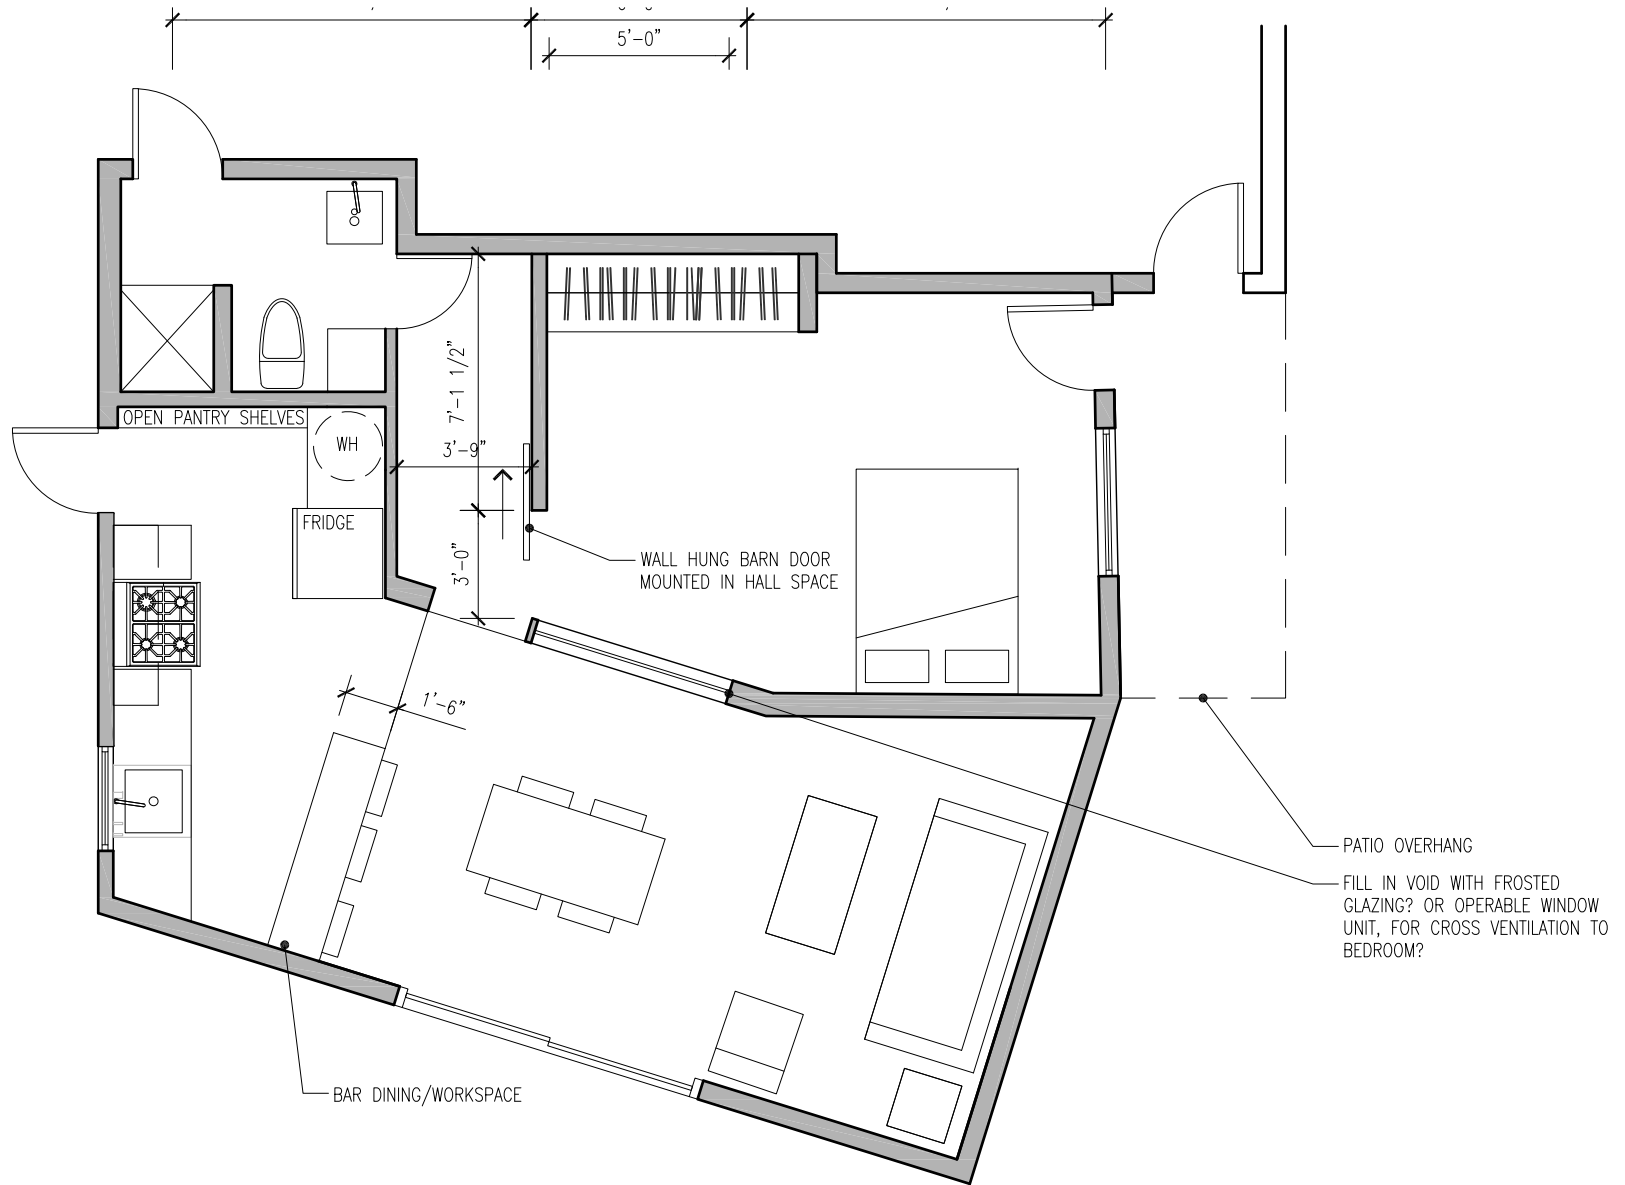 5'-0"
OPEN PANTRY SHELVES
WH
7'-1 1/2"
3'-9"
FRIDGE
3'-0"
WALL HUNG BARN DOOR
MOUNTED IN HALL SPACE
1'-6"
PATIO OVERHANG
FILL IN VOID WITH FROSTED
GLAZING? OR OPERABLE WINDOW
UNIT, FOR CROSS VENTILATION TO
BEDROOM?
BAR DINING/WORKSPACE